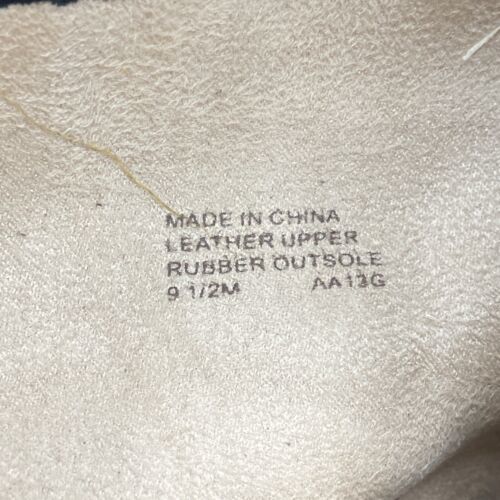 MADE IN CHINA
LEATHER UPPER
RUBBER OUTSOLE
9 1/2M AA13G